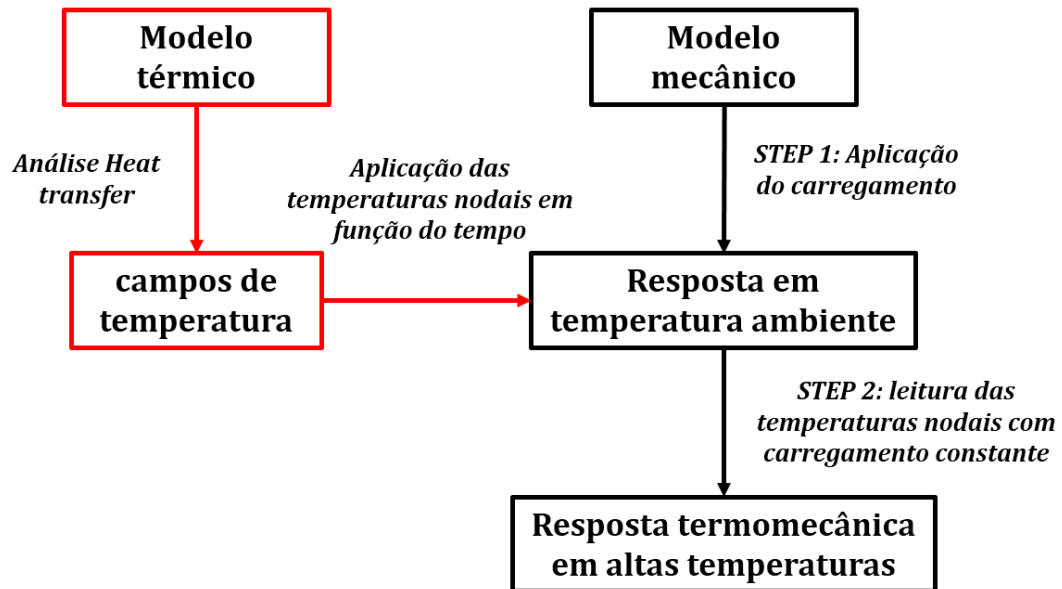 Modelo
térmico
Modelo
mecânico
Análise Heat
transfer
Aplicação das
temperaturas nodais em
função do tempo
STEP 1: Aplicação
do carregamento
campos de
temperatura
Resposta em
temperatura ambiente
STEP 2: leitura das
temperaturas nodais com
carregamento constante
Resposta termomecânica
em altas temperaturas